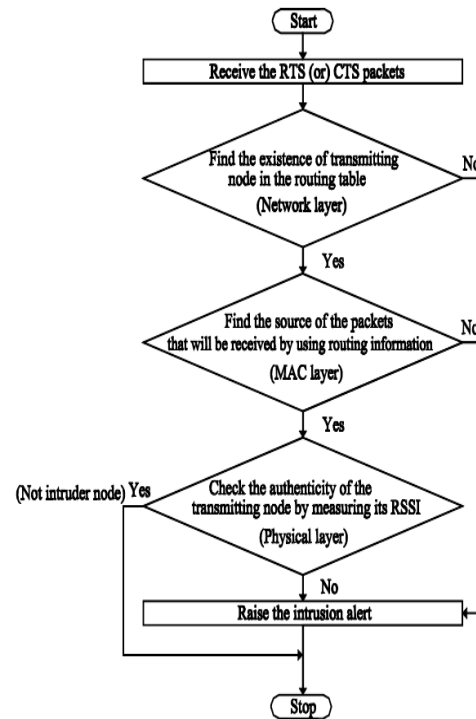 Start
Receive the RTS (or) CTS packets
Find the existence of transmitting
node in the routing table
(Network layer)
No
Yes
Find the source of the packets
that will be received by using routing information
(MAC layer)
No
Yes
(Not intruder node) Yes
Check the authenticity of the
transmitting node by measuring its RSSI
(Physical layer)
No
Raise the intrusion alert
Stop